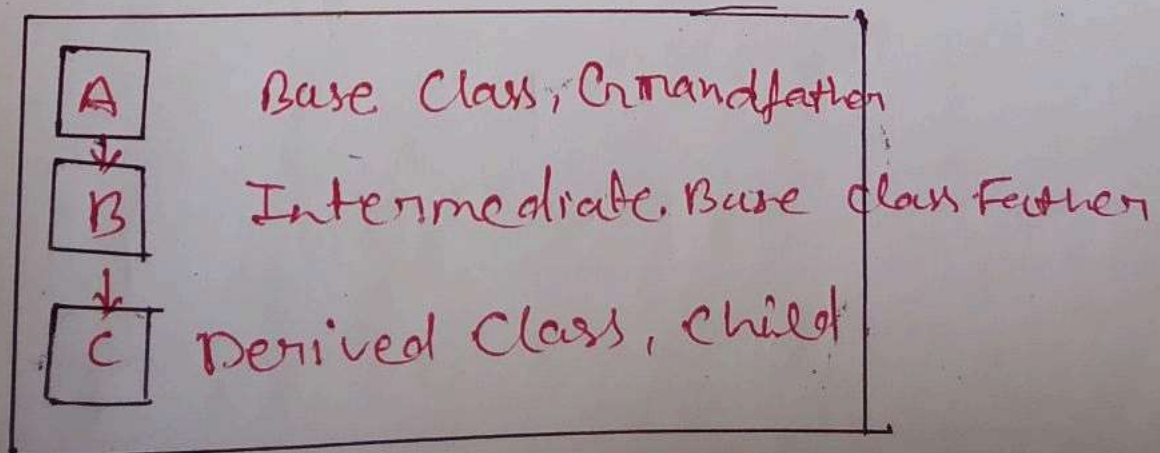 A Base Class, Grandfather
B Intermediate Base class Father
C Derived Class, child